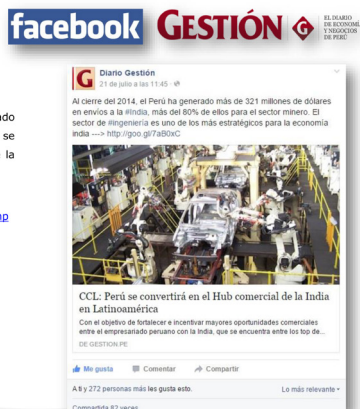 facebook GESTIÓN EL DIARIO
DE ECONOMÍA
Y NEGOCIOS
DE PERÚ
se
la
G Diario Gestión
21 de julio a las 11:45
Al cierre del 2014, el Perú ha generado más de 321 millones de dólares
en envíos a la #India, más del 80% de ellos para el sector minero. El
sector de #ingeniería es uno de los más estratégicos para la economía
india ---> http://goo.gl/7aB0xC
CCL: Perú se convertirá en el Hub comercial de la India
en Latinoamérica
Con el objetivo de fortalecer e incentivar mayores oportunidades comerciales
entre el empresariado peruano con la India, que se encuentra entre los top de...
DE GESTION.PE
Me gusta Comentar Compartir
A ti y 272 personas más les gusta esto. Lo más relevante
Compartido 82 veces